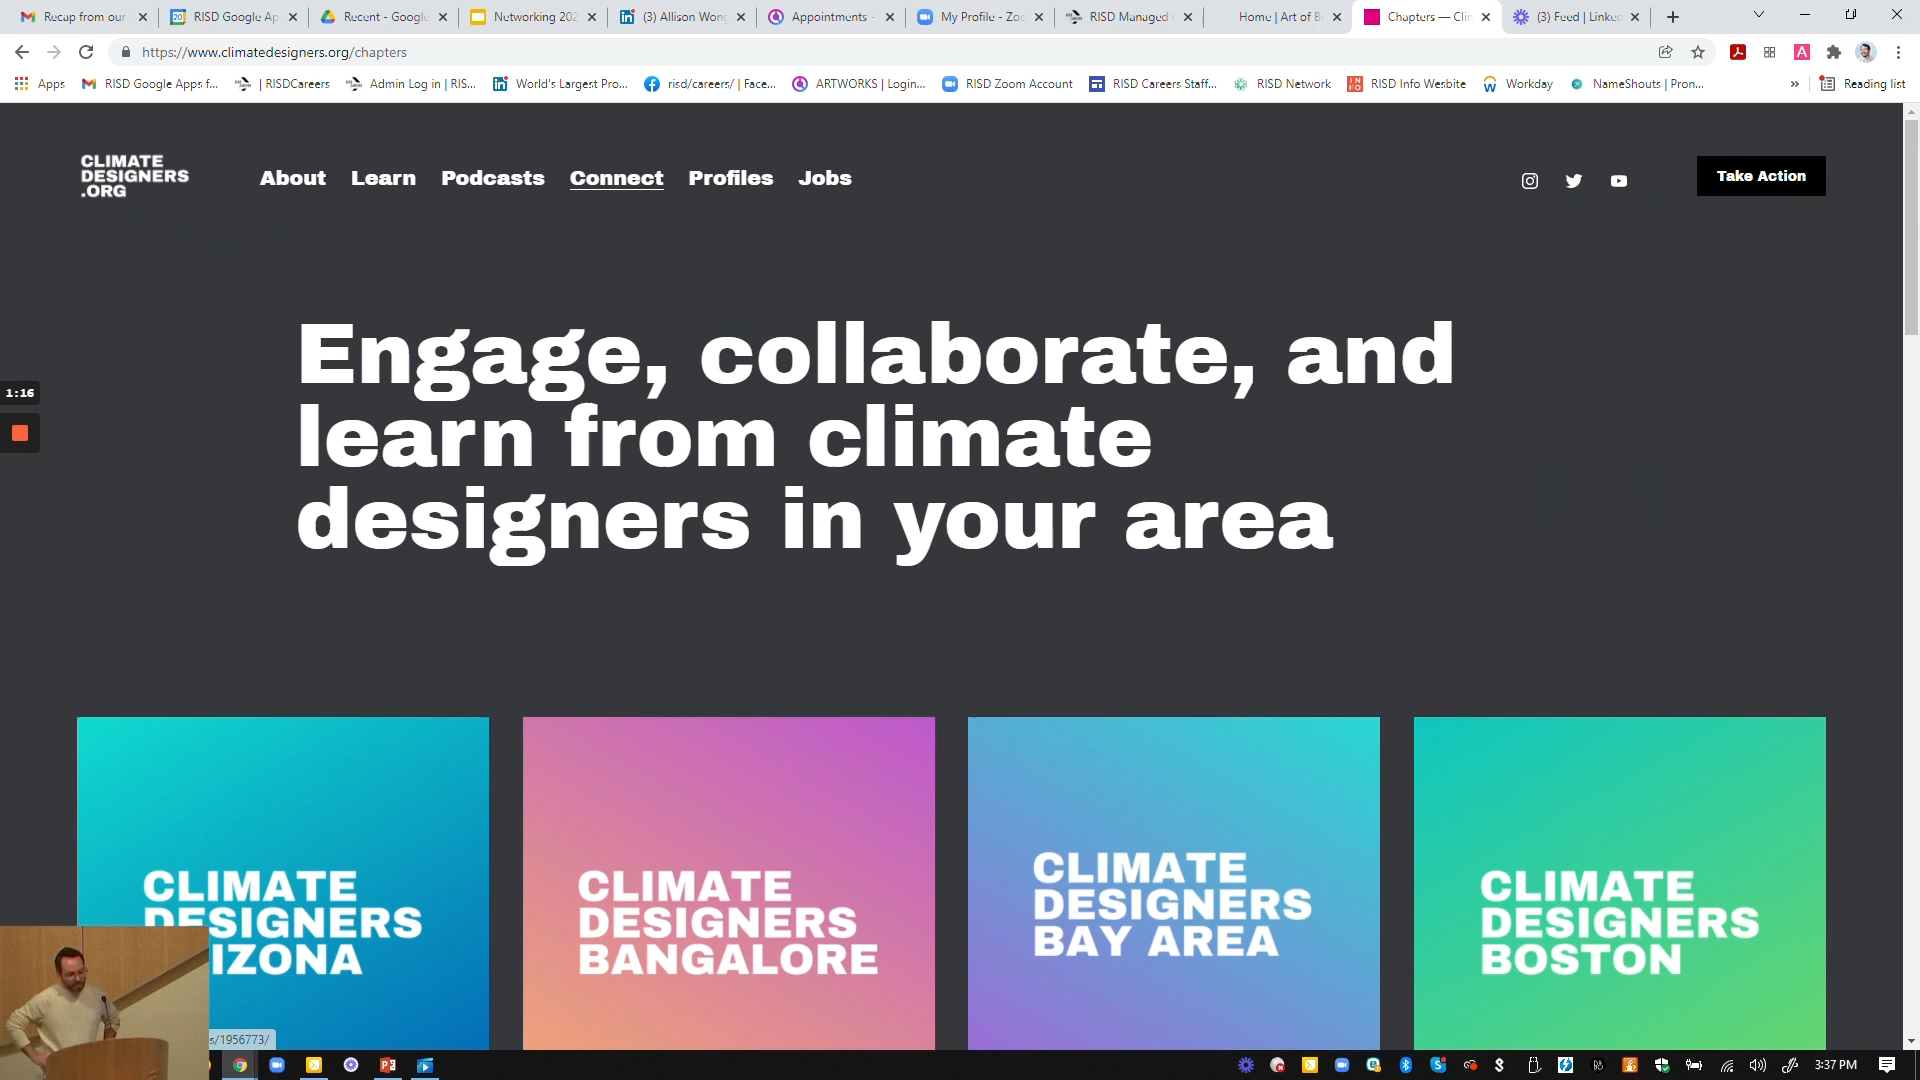 Recap from our
RISD Google Ap
Recent - Google
Networking 202
(3) Allison Wong
Appointments -
My Profile - Zoo
RISD Managed
Home | Art of B
Chapters — Clim
(3) Feed | Linke
https://www.climatedesigners.org/chapters
Apps
RISD Google Apps f...
| RISDCareers
Admin Log in | RIS...
World's Largest Pro...
risd/careers/ | Face...
ARTWORKS | Login...
RISD Zoom Account
RISD Careers Staff...
RISD Network
RISD Info Wesbite
Workday
NameShouts | Pron...
»
Reading list
CLIMATE
DESIGNERS
.ORG
About
Learn
Podcasts
Connect
Profiles
Jobs
Take Action
Engage, collaborate, and
learn from climate
designers in your area
1:16
CLIMATE
DESIGNERS
IZONA
CLIMATE
DESIGNERS
BANGALORE
CLIMATE
DESIGNERS
BAY AREA
CLIMATE
DESIGNERS
BOSTON
s/1956773/
3:37 PM